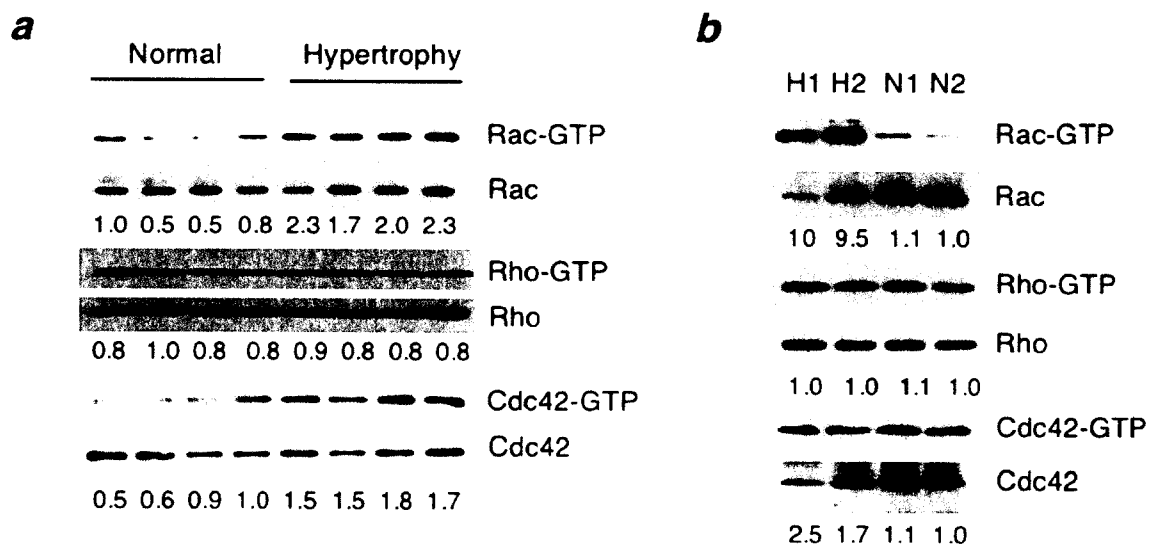 a
Normal Hypertrophy
Rac-GTP
Rac
1.0 0.5 0.5 0.8 2.3 1.7 2.0 2.3
Rho-GTP
Rho
0.8 1.0 0.8 0.8 0.9 0.8 0.8 0.8
Cdc42-GTP
Cdc42
0.5 0.6 0.9 1.0 1.5 1.5 1.8 1.7
b
H1 H2 N1 N2
Rac-GTP
Rac
10 9.5 1.1 1.0
Rho-GTP
Rho
1.0 1.0 1.1 1.0
Cdc42-GTP
Cdc42
2.5 1.7 1.1 1.0